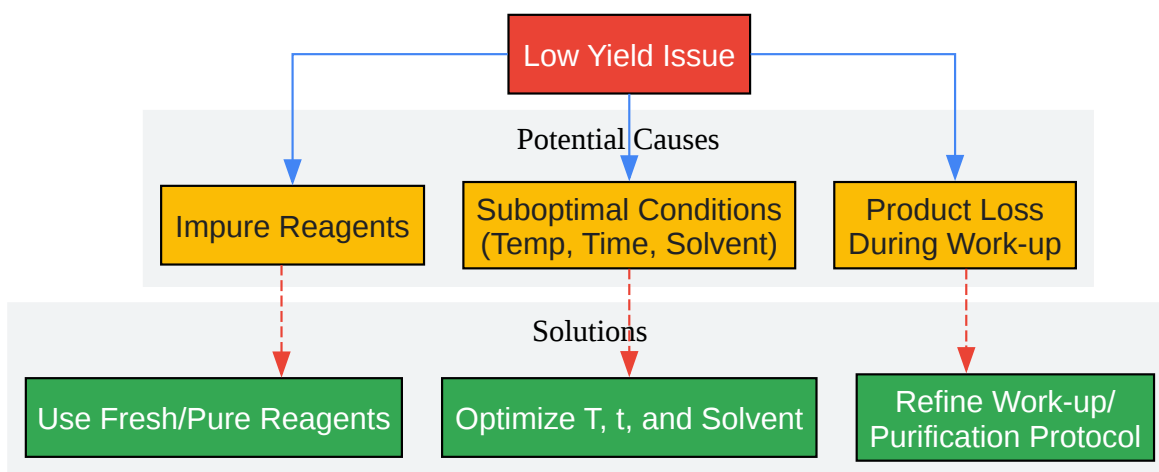 Low Yield Issue
Potential Causes
Impure Reagents
Suboptimal Conditions
(Temp, Time, Solvent)
Product Loss
During Work-up
Solutions
Use Fresh/Pure Reagents
Optimize T, t, and Solvent
Refine Work-up/
Purification Protocol